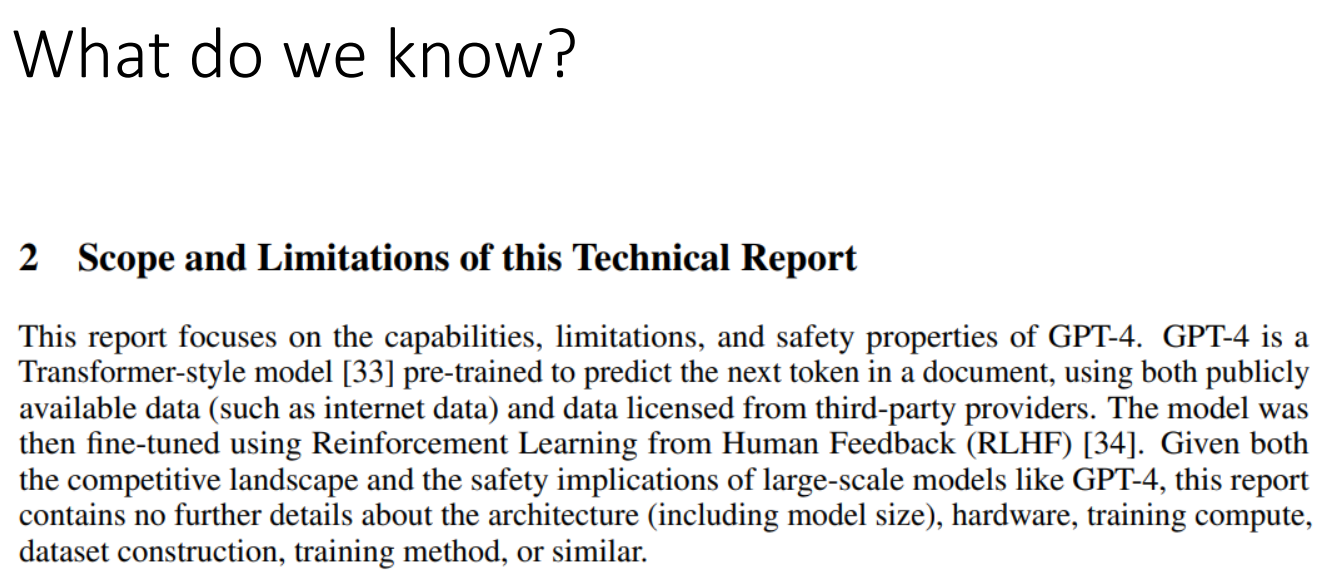 What do we know?
2 Scope and Limitations of this Technical Report
This report focuses on the capabilities, limitations, and safety properties of GPT-4. GPT-4 is a
Transformer-style model [33] pre-trained to predict the next token in a document, using both publicly
available data (such as internet data) and data licensed from third-party providers. The model was
then fine-tuned using Reinforcement Learning from Human Feedback (RLHF) [34]. Given both
the competitive landscape and the safety implications of large-scale models like GPT-4, this report
contains no further details about the architecture (including model size), hardware, training compute,
dataset construction, training method, or similar.